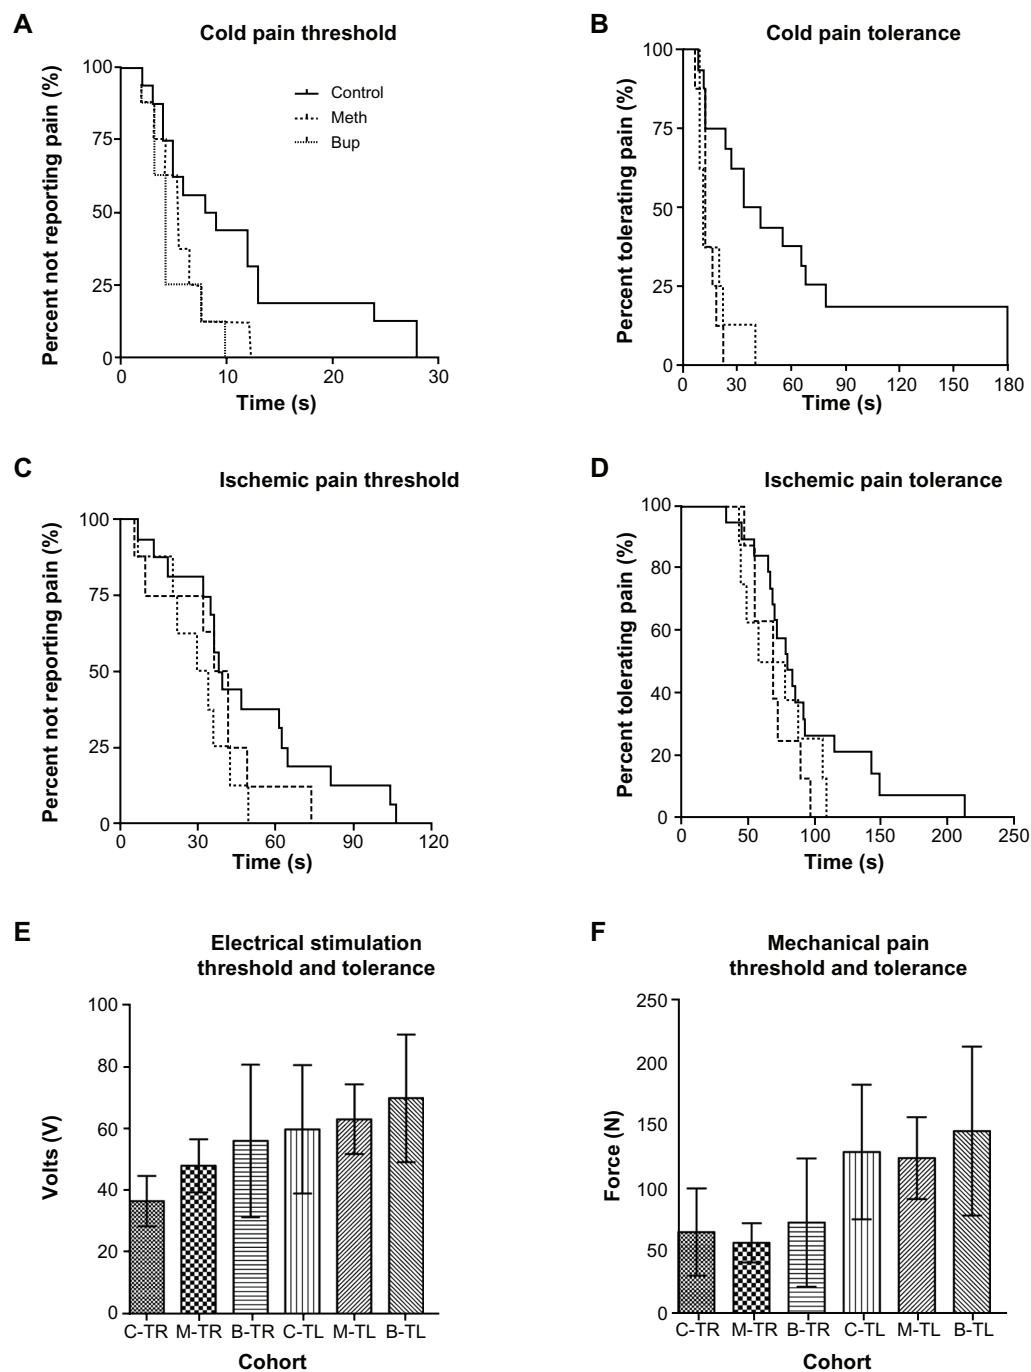 A
Cold pain threshold
Percent not reporting pain (%)
100
75
50
25
0
Control
Meth
Bup
0 10 20 30
Time (s)
B
Cold pain tolerance
Percent tolerating pain (%)
100
75
50
25
0
0 30 60 90 120 150 180
Time (s)
C
Ischemic pain threshold
Percent not reporting pain (%)
100
75
50
25
0
0 30 60 90 120
Time (s)
D
Ischemic pain tolerance
Percent tolerating pain (%)
100
80
60
40
20
0
0 50 100 150 200 250
Time (s)
E
Electrical stimulation
threshold and tolerance
Volts (V)
100
80
60
40
20
0
C-TR M-TR B-TR C-TL M-TL B-TL
Cohort
F
Mechanical pain
threshold and tolerance
Force (N)
250
200
150
100
50
0
C-TR M-TR B-TR C-TL M-TL B-TL
Cohort